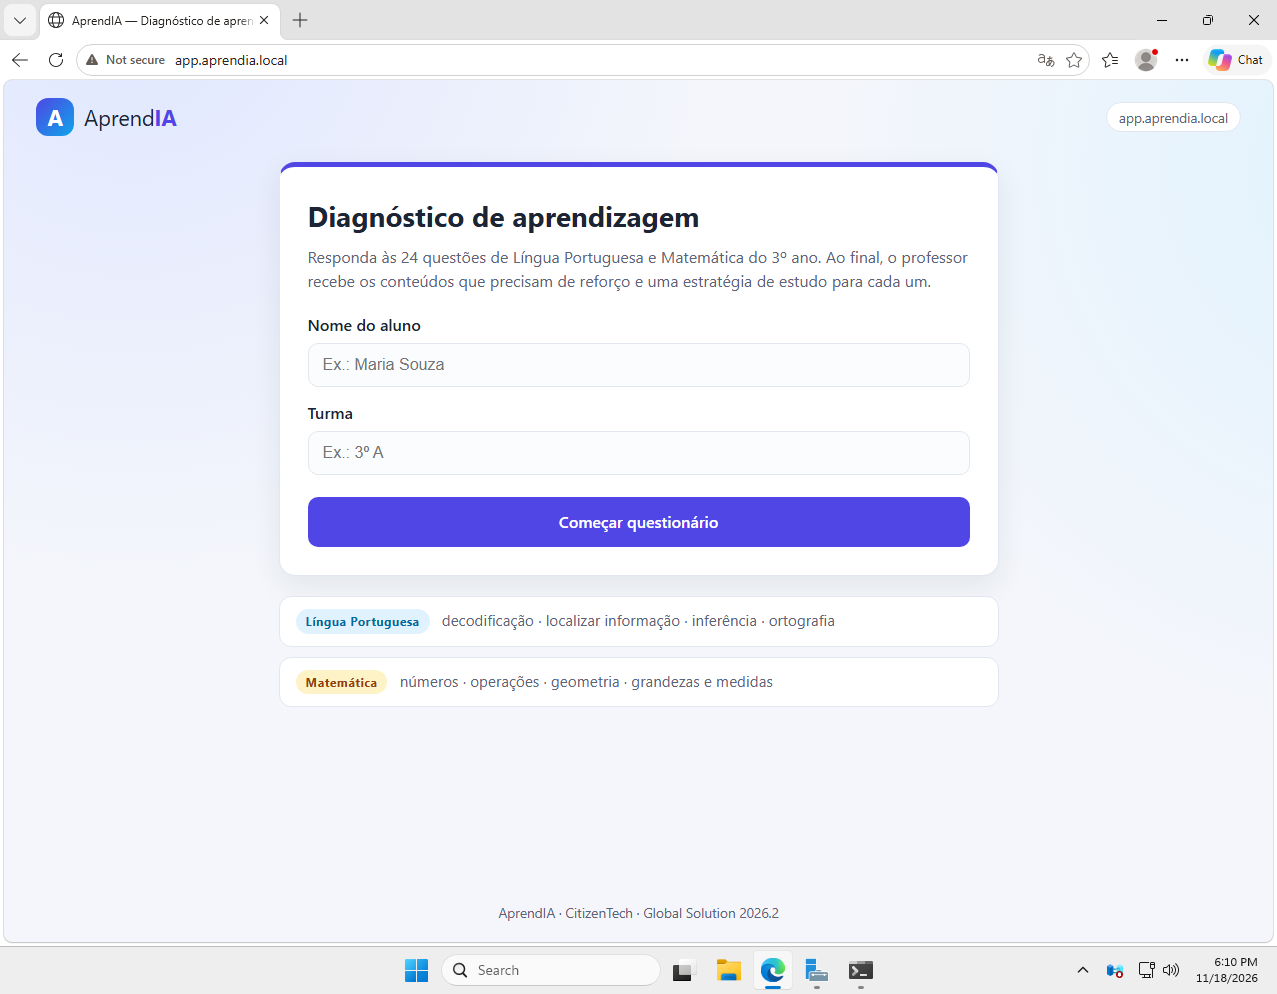 AprendIA — Diagnóstico de apren
Not secure
app.aprendia.local
Chat
A
AprendIA
app.aprendia.local
Diagnóstico de aprendizagem
Responda às 24 questões de Língua Portuguesa e Matemática do 3º ano. Ao final, o professor
recebe os conteúdos que precisam de reforço e uma estratégia de estudo para cada um.
Nome do aluno
Ex.: Maria Souza
Turma
Ex.: 3º A
Começar questionário
Língua Portuguesa decodificação · localizar informação · inferência · ortografia
Matemática números · operações · geometria · grandezas e medidas
AprendIA · CitizenTech · Global Solution 2026.2
Search
6:10 PM
11/18/2026